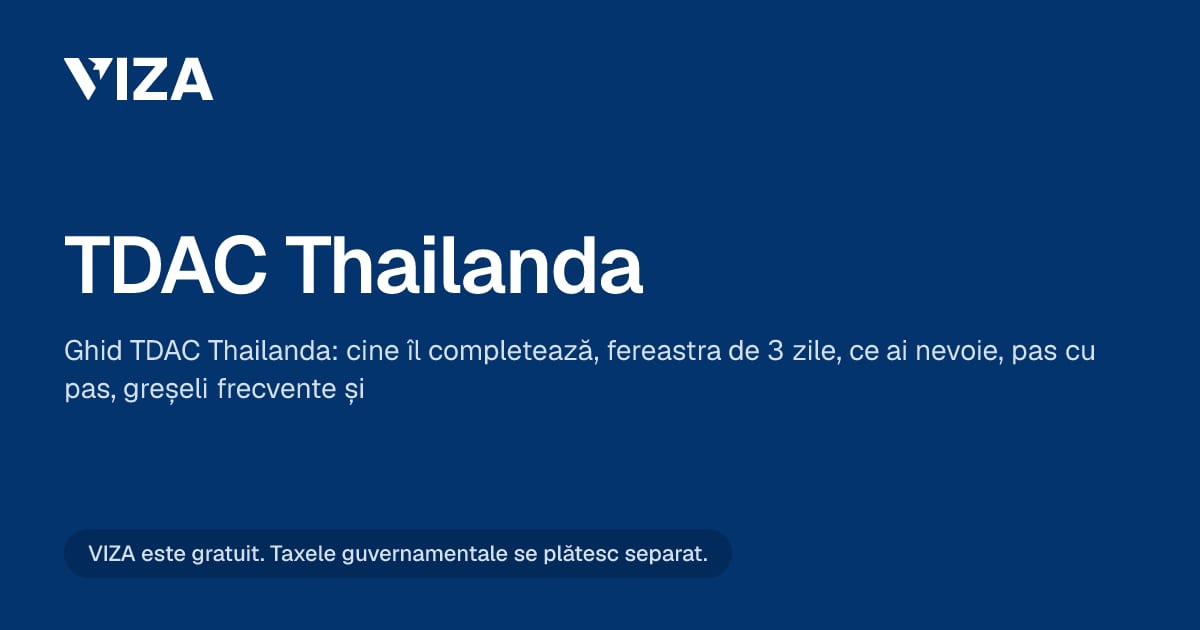 VIZA
TDAC Thailanda
Ghid TDAC Thailanda: cine îl completează, fereastra de 3 zile, ce ai nevoie, pas cu
pas, greșeli frecvente și
VIZA este gratuit. Taxele guvernamentale se plătesc separat.